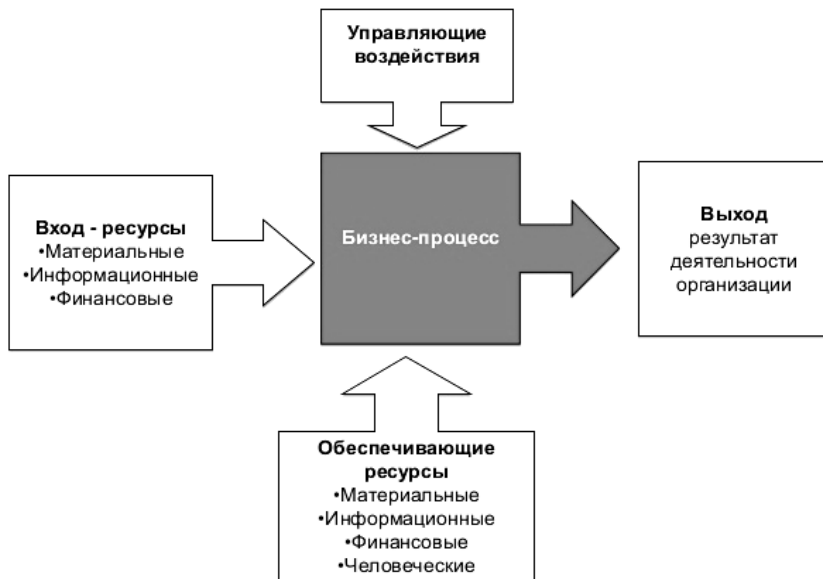 Управляющие
воздействия
Вход - ресурсы
•Материальные
•Информационные
•Финансовые
Бизнес-процесс
Выход
результат
деятельности
организации
Обеспечивающие
ресурсы
•Материальные
•Информационные
•Финансовые
•Человеческие